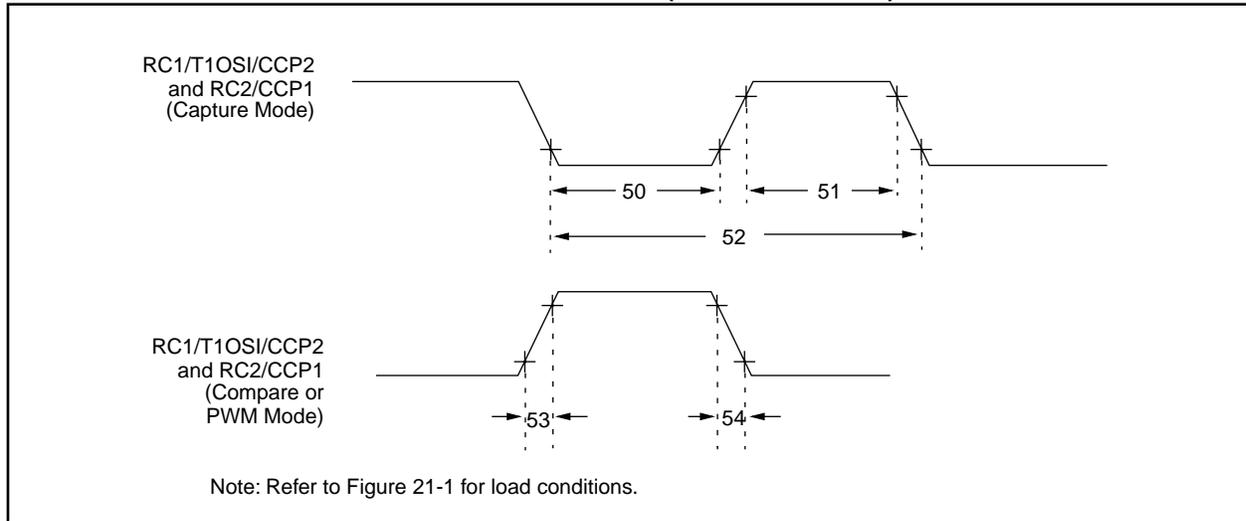 RC1/T1OSI/CCP2
and RC2/CCP1
(Capture Mode)
50
51
52
RC1/T1OSI/CCP2
and RC2/CCP1
(Compare or
PWM Mode)
53
54
Note: Refer to Figure 21-1 for load conditions.